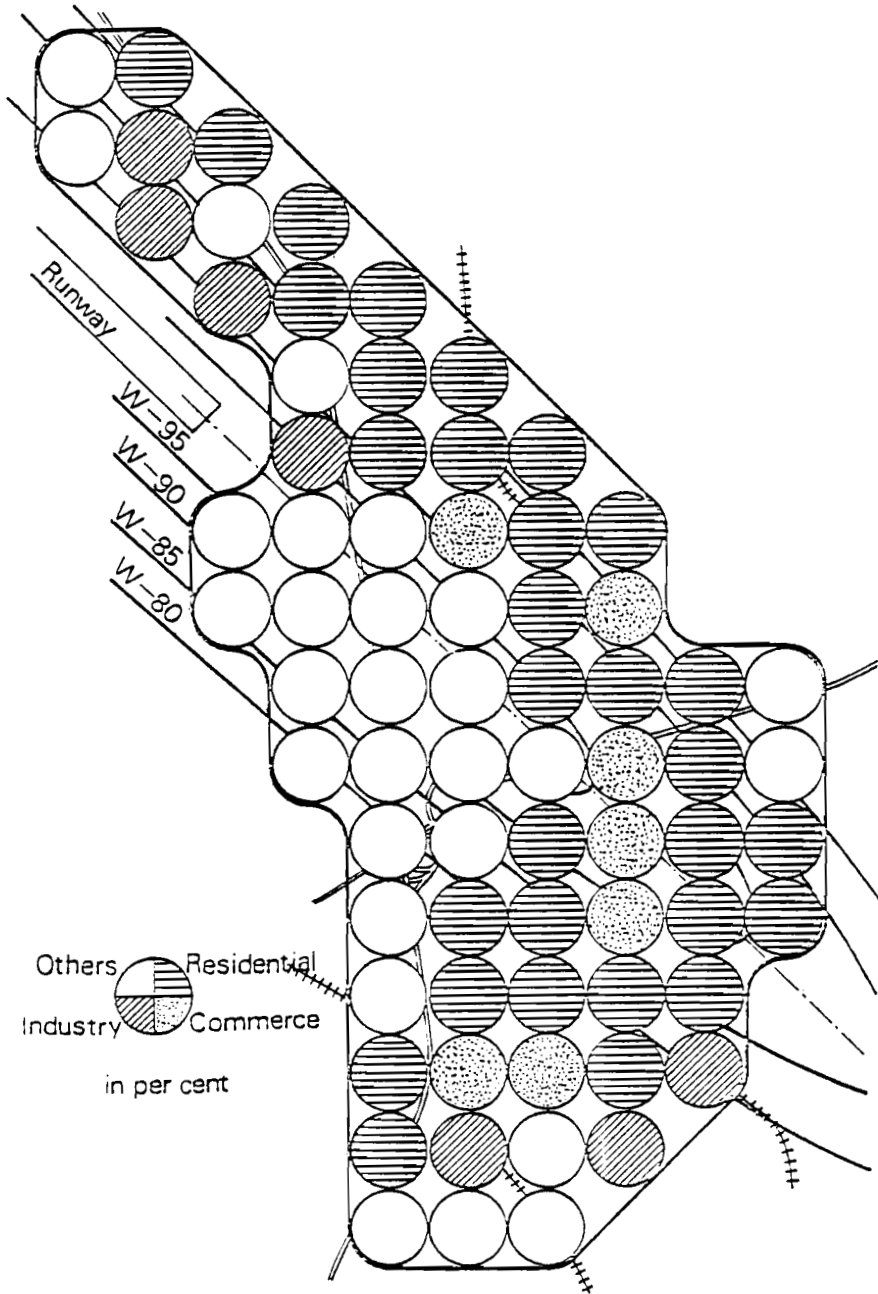 Runway
W-95
W-90
W-85
W-80
Others Residential
Industry Commerce
in per cent